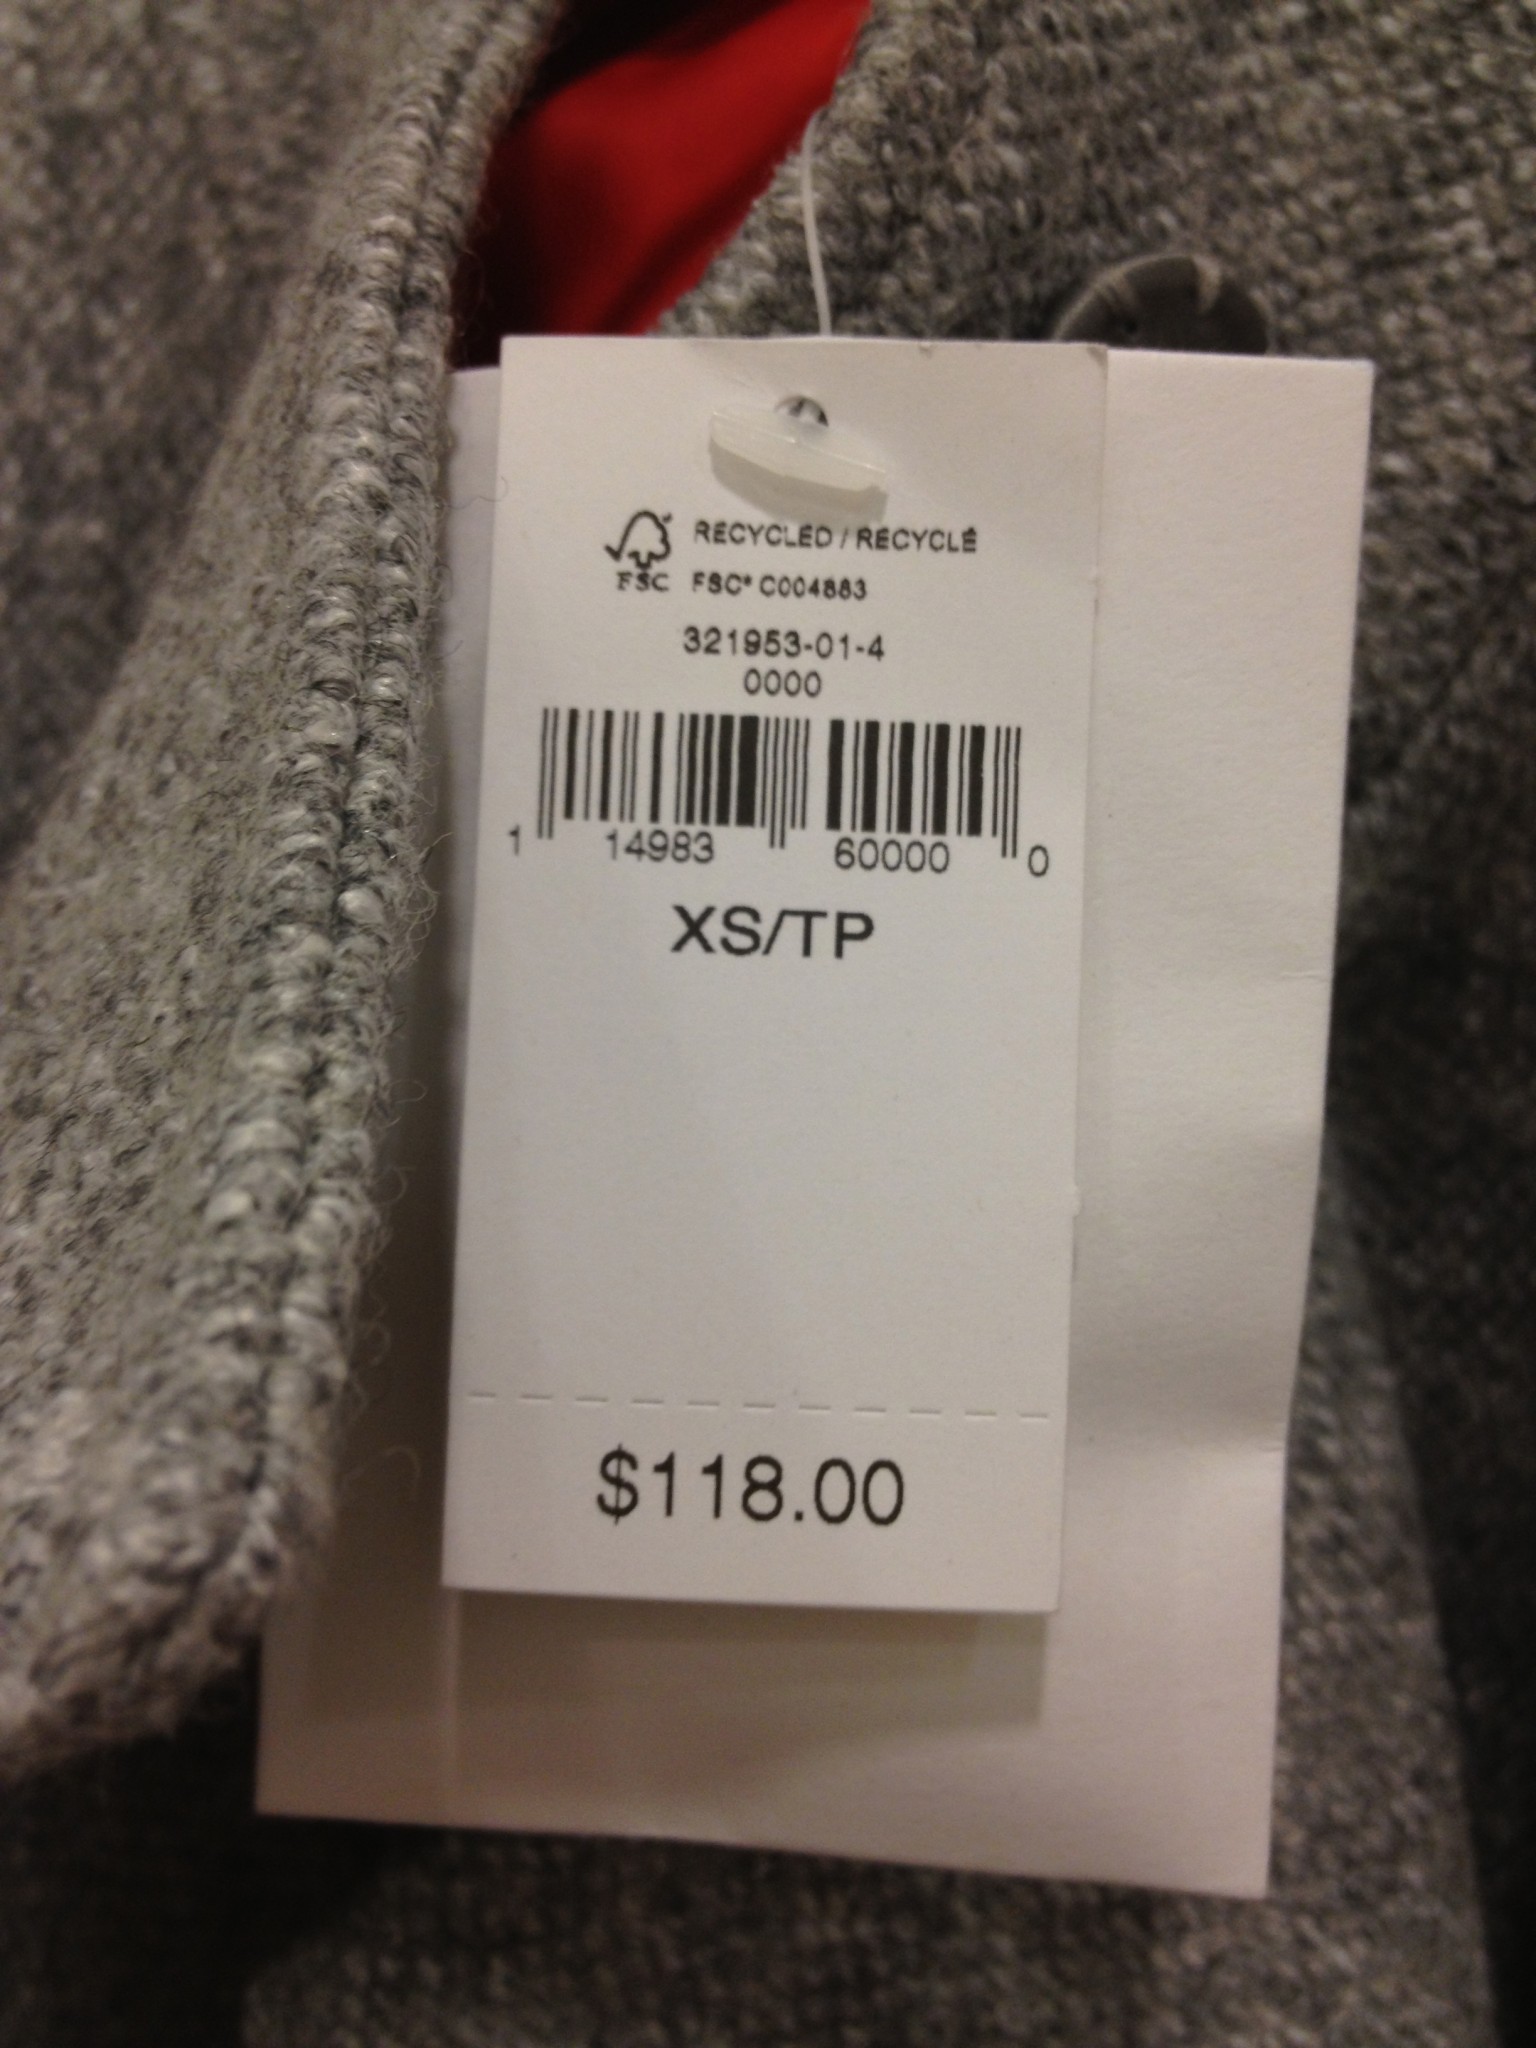 RECYCLED / RECYCLÉ
FSC FSC® C004883
321953-01-4
0000
1 14983 60000 0
XS/TP
$118.00